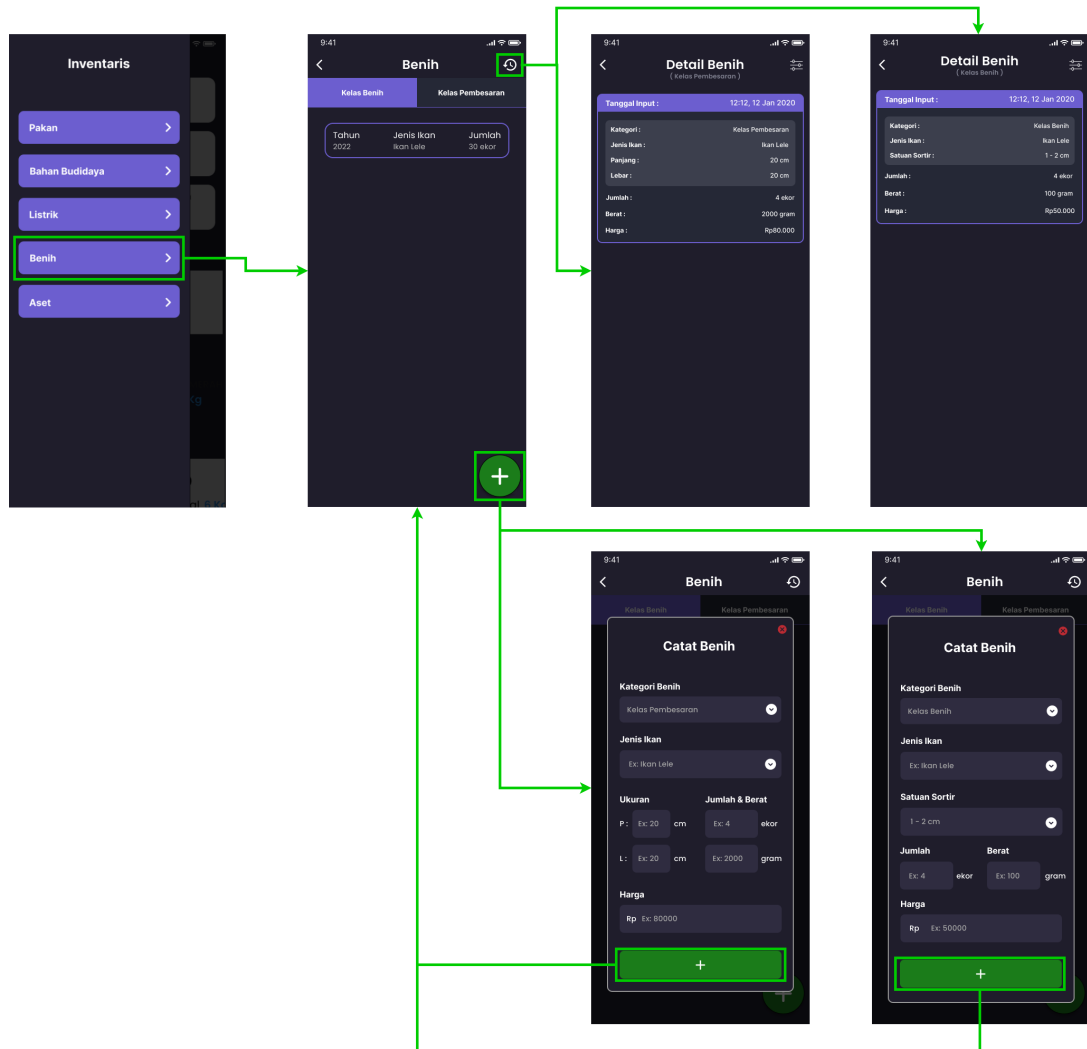 Inventaris
Pakan
Bahan Budidaya
Listrik
Benih
Aset
Kg
al 6 Kg
9:41
Benih
Kelas Benih Kelas Pembesaran
Tahun Jenis Ikan Jumlah
2022 Ikan Lele 30 ekor
9:41
Detail Benih
( Kelas Pembesaran )
Tanggal Input : 12:12, 12 Jan 2020
Kategori : Kelas Pembesaran
Jenis Ikan : Ikan Lele
Panjang : 20 cm
Lebar : 20 cm
Jumlah : 4 ekor
Berat : 2000 gram
Harga : Rp80.000
9:41
Detail Benih
( Kelas Benih )
Tanggal Input : 12:12, 12 Jan 2020
Kategori : Kelas Benih
Jenis Ikan : Ikan Lele
Satuan Sortir : 1 - 2 cm
Jumlah : 4 ekor
Berat : 100 gram
Harga : Rp50.000
9:41
Benih
Kelas Benih Kelas Pembesaran
Catat Benih
Kategori Benih
Kelas Pembesaran
Jenis Ikan
Ex: Ikan Lele
Ukuran Jumlah & Berat
P : Ex: 20 cm Ex: 4 ekor
L : Ex: 20 cm Ex: 2000 gram
Harga
Rp Ex: 80000
+
9:41
Benih
Kelas Benih Kelas Pembesaran
Catat Benih
Kategori Benih
Kelas Benih
Jenis Ikan
Ex: Ikan Lele
Satuan Sortir
1 - 2 cm
Jumlah Berat
Ex: 4 ekor Ex: 100 gram
Harga
Rp Ex: 50000
+